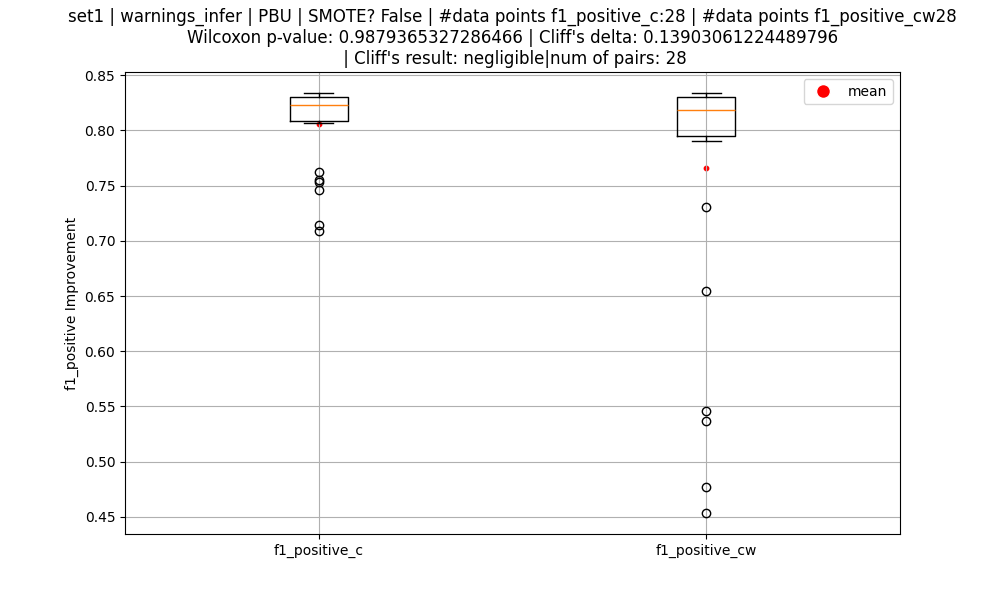 set1 | warnings_infer | PBU | SMOTE? False | #data points f1_positive_c:28 | #data points f1_positive_cw28
Wilcoxon p-value: 0.9879365327286466 | Cliff's delta: 0.13903061224489796
| Cliff's result: negligible|num of pairs: 28
mean
0.85
0.80
0.75
0.70
0.65
0.60
0.55
0.50
0.45
f1_positive Improvement
f1_positive_c
f1_positive_cw